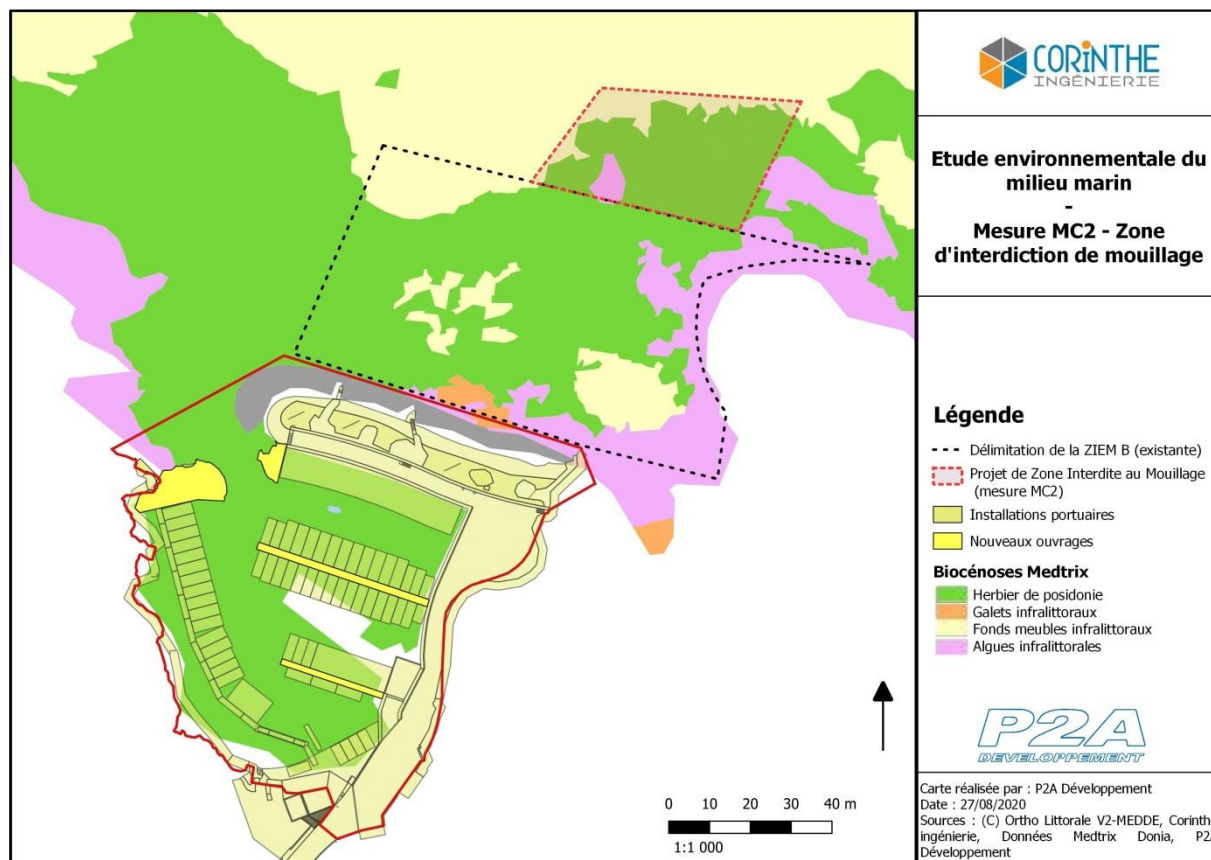 CORiNTHE
INGÉNIERIE
Etude environnementale du
milieu marin
-
Mesure MC2 - Zone
d'interdiction de mouillage
Légende
Délimitation de la ZIEM B (existante)
Projet de Zone Interdite au Mouillage
(mesure MC2)
Installations portuaires
Nouveaux ouvrages
Biocénoses Medtrix
Herbier de posidonie
Galets infralittoraux
Fonds meubles infralittoraux
Algues infralittorales
P2A
DEVELOPPEMENT
0 10 20 30 40 m
1:1 000
Carte réalisée par : P2A Développement
Date : 27/08/2020
Sources : (C) Ortho Littorale V2-MEDDE, Corinth
ingénierie, Données Medtrix Donia, P2
Développement